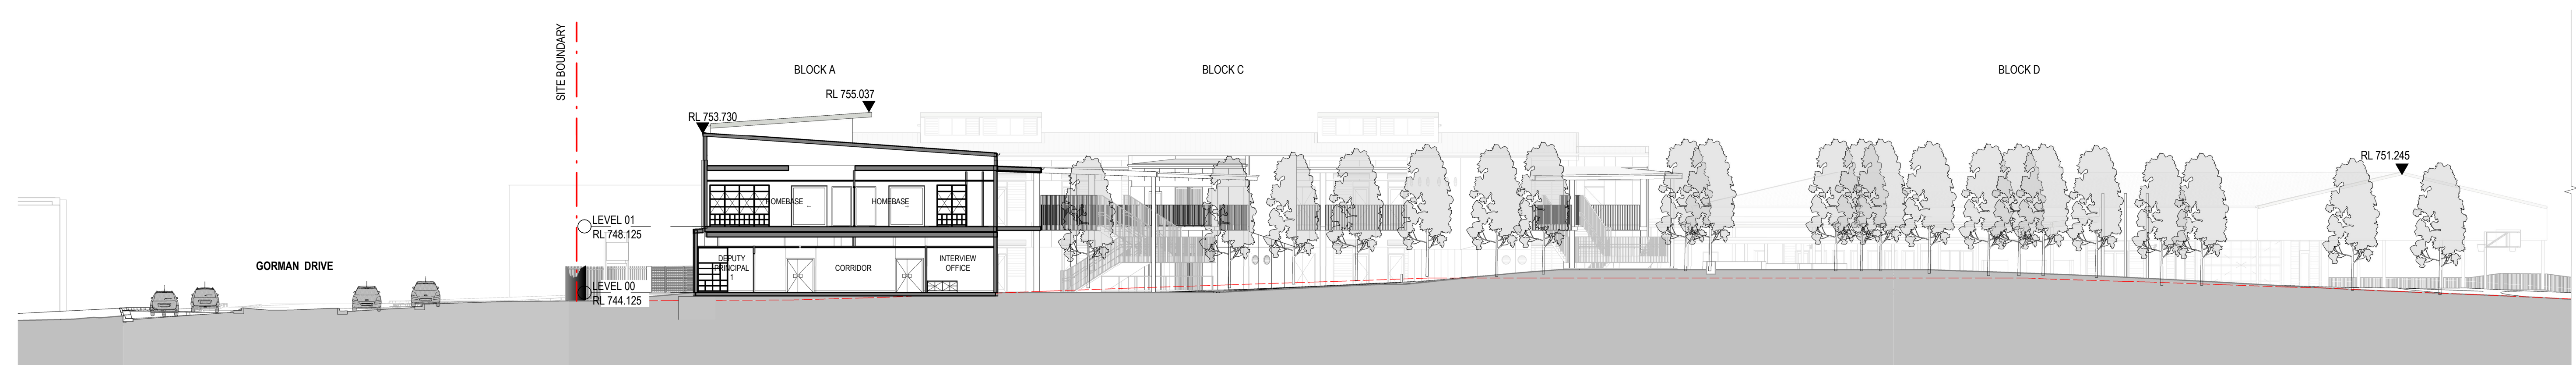 SITE BOUNDARY
BLOCK A
BLOCK C
BLOCK D
RL 755.037
RL 753.730
RL 751.245
HOMEBASE
HOMEBASE
LEVEL 01
RL 748.125
GORMAN DRIVE
DEPUTY
PRINCIPAL
1
CORRIDOR
INTERVIEW
OFFICE
LEVEL 00
RL 744.125